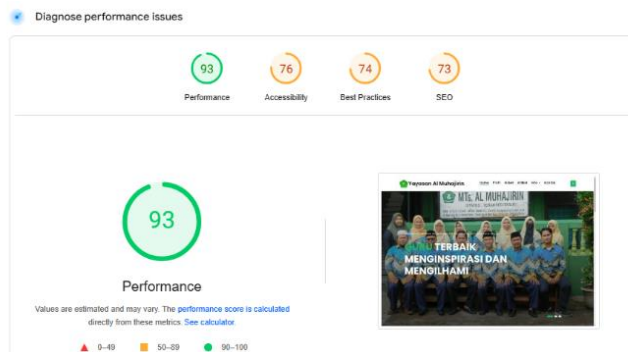 Diagnose performance issues
93
76
74
73
Performance
Accessibility
Best Practices
SEO
93
Performance
Values are estimated and may vary. The performance score is calculated
directly from these metrics. See calculator.
0–49
50–89
90–100
Yayasan Al Muhajirin
MTs. AL MUHAJIRIN
GURU TERBAIK
MENGINSPIRASI DAN
MENGILHAMI